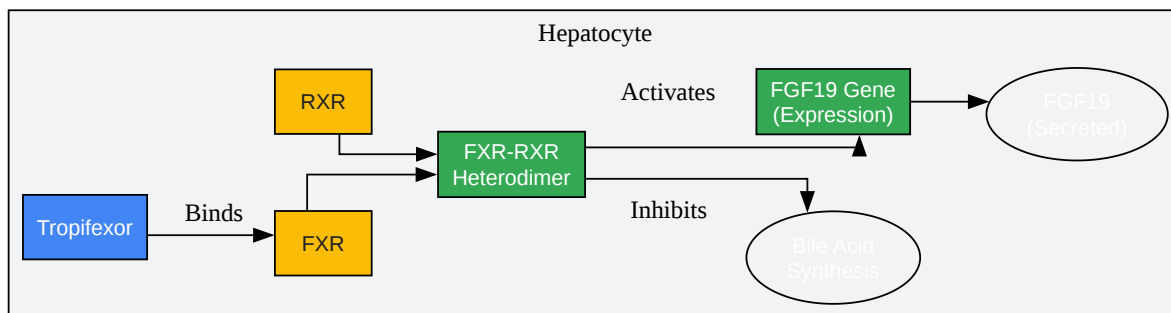 Hepatocyte
RXR
Activates
FGF19 Gene
(Expression)
FGF19
(Secreted)
FXR-RXR
Heterodimer
Tropifexor
Binds
FXR
Inhibits
Bile Acid
Synthesis